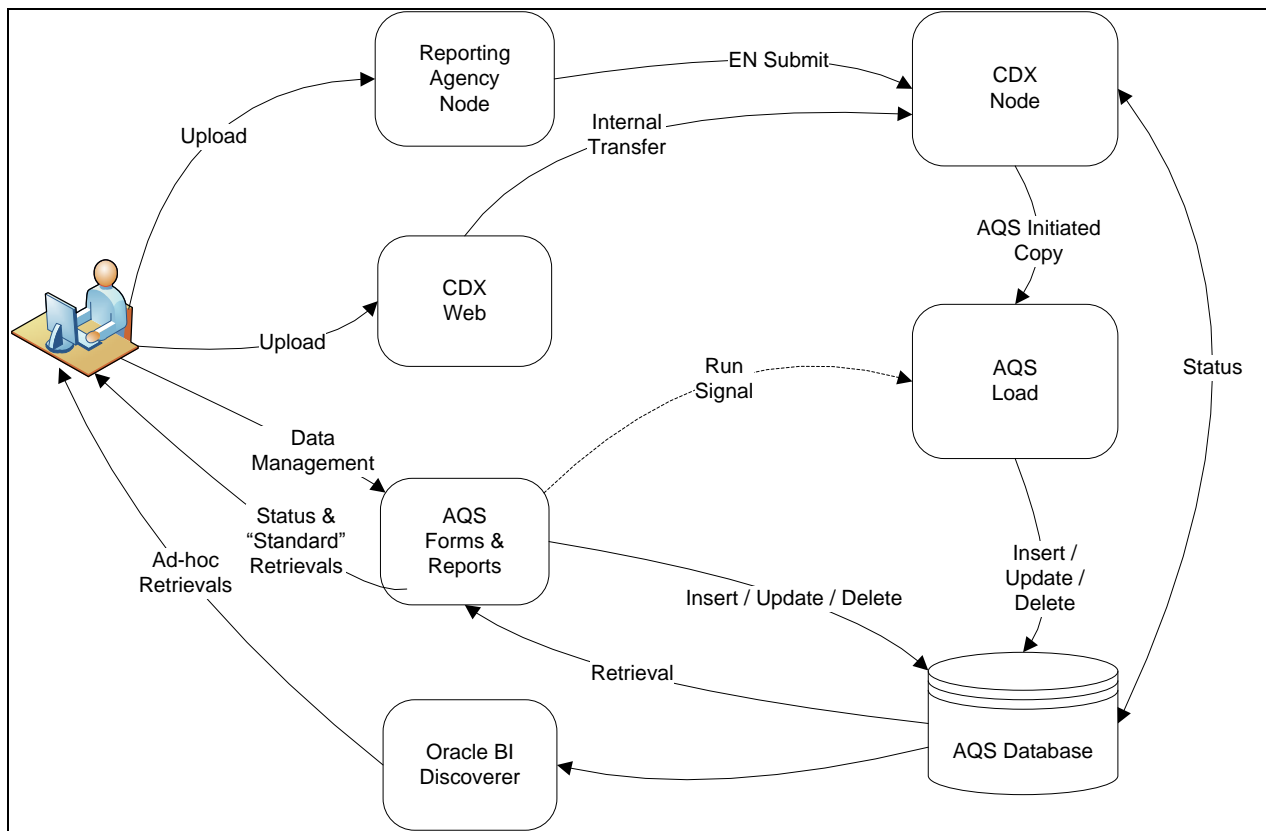 Reporting
Agency
Node
EN Submit
CDX
Node
Upload
Internal
Transfer
AQS Initiated
Copy
CDX
Web
Upload
Run
Signal
AQS
Load
Status
Data
Management
Status &
“Standard”
Retrievals
AQS
Forms &
Reports
Ad-hoc
Retrievals
Insert / Update / Delete
Insert /
Update /
Delete
Retrieval
Oracle BI
Discoverer
AQS Database